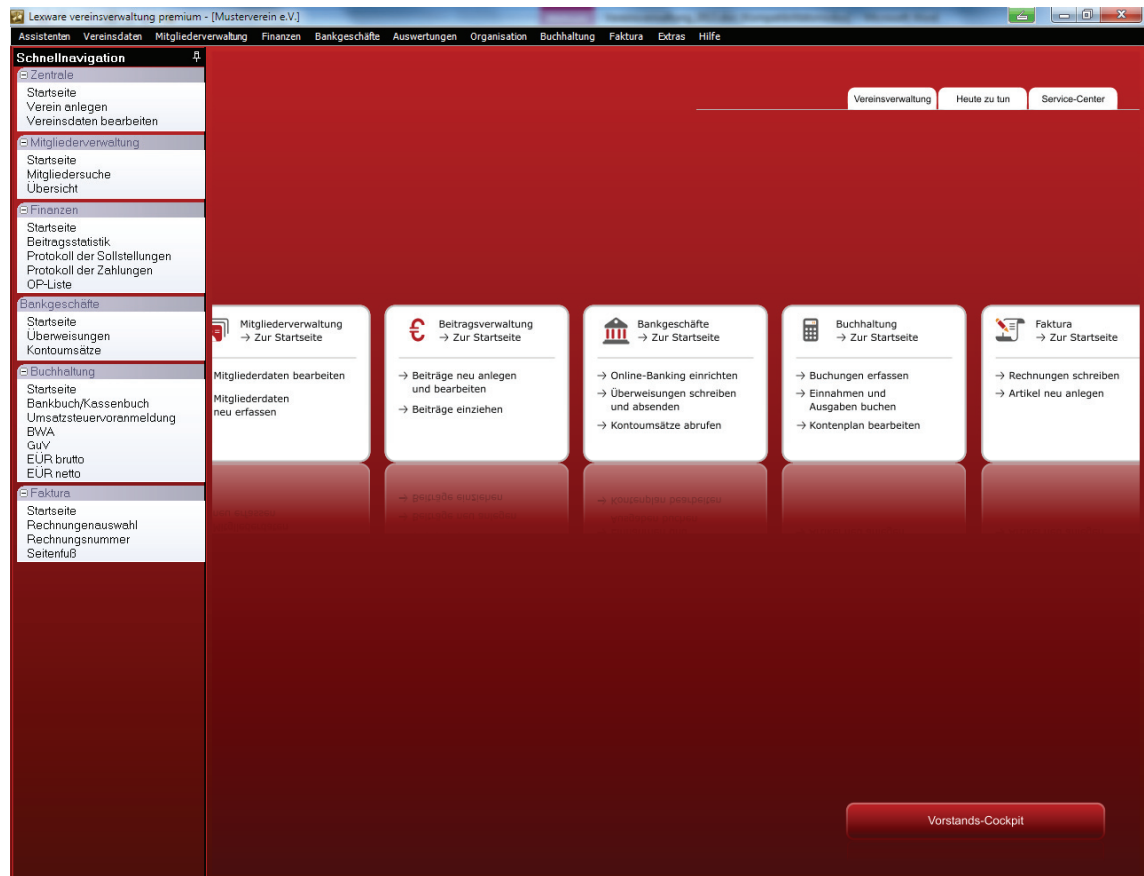 Lexware vereinsverwaltung premium - [Musterverein e.V.]
Assistenten Vereinsdaten Mitgliederverwaltung Finanzen Bankgeschäfte Auswertungen Organisation Buchhaltung Faktura Extras Hilfe
Schnellnavigation
Zentrale
Startseite
Verein anlegen
Vereinsdaten bearbeiten
Mitgliederverwaltung
Startseite
Mitgliedersuche
Übersicht
Finanzen
Startseite
Beitragsstatistik
Protokoll der Sollstellungen
Protokoll der Zahlungen
OP-Liste
Bankgeschäfte
Startseite
Überweisungen
Kontoumsätze
Buchhaltung
Startseite
Bankbuch/Kassenbuch
Umsatzsteuervoranmeldung
BWA
GuV
EÜR brutto
EÜR netto
Faktura
Startseite
Rechnungenauswahl
Rechnungsnummer
Seitenfuß
Vereinsverwaltung Heute zu tun Service-Center
Mitgliederverwaltung
→ Zur Startseite
Mitgliederdaten bearbeiten
Mitgliederdaten
neu erfassen
Beitragsverwaltung
→ Zur Startseite
→ Beiträge neu anlegen
und bearbeiten
→ Beiträge einziehen
Bankgeschäfte
→ Zur Startseite
→ Online-Banking einrichten
→ Überweisungen schreiben
und absenden
→ Kontoumsätze abrufen
Buchhaltung
→ Zur Startseite
→ Buchungen erfassen
→ Einnahmen und
Ausgaben buchen
→ Kontenplan bearbeiten
Faktura
→ Zur Startseite
→ Rechnungen schreiben
→ Artikel neu anlegen
Vorstands-Cockpit